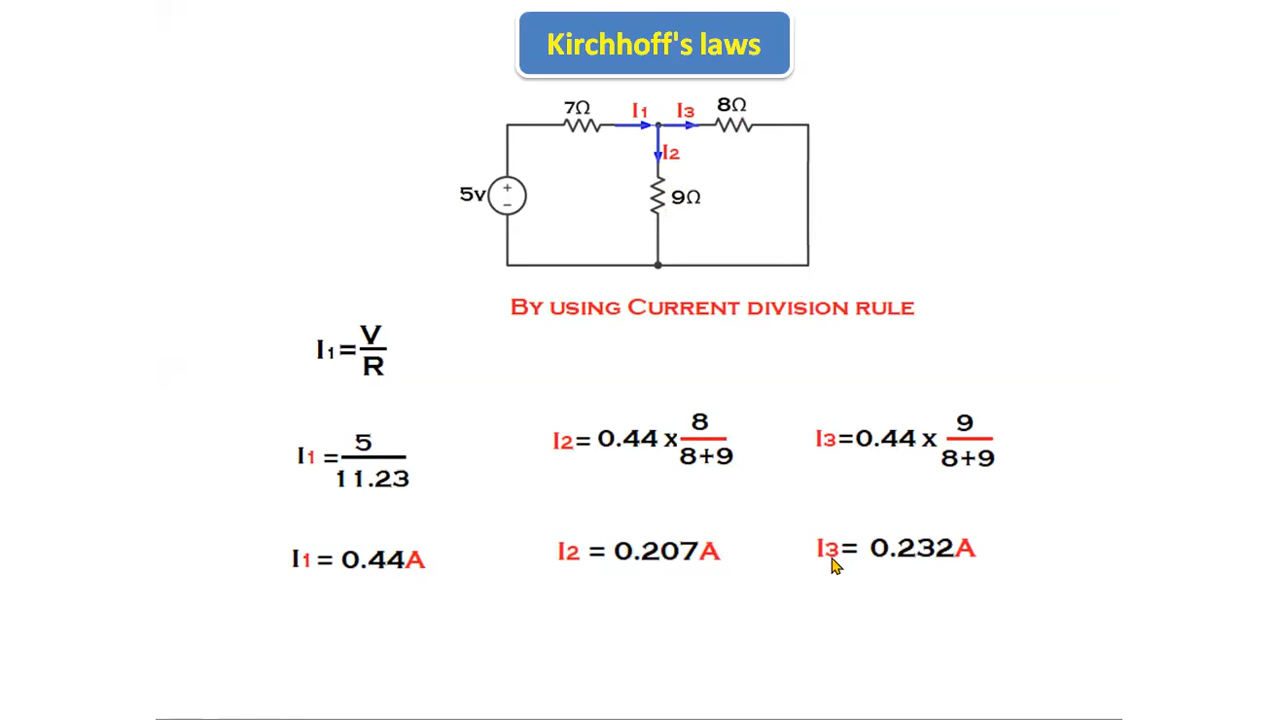 Kirchhoff's laws
7Ω I1 I3 8Ω
I2
5v + − 9Ω
By using Current division rule
I1=V/R
I1=5/11.23
I2=0.44 x 8/8+9
I3=0.44 x 9/8+9
I1=0.44A
I2=0.207A
I3=0.232A